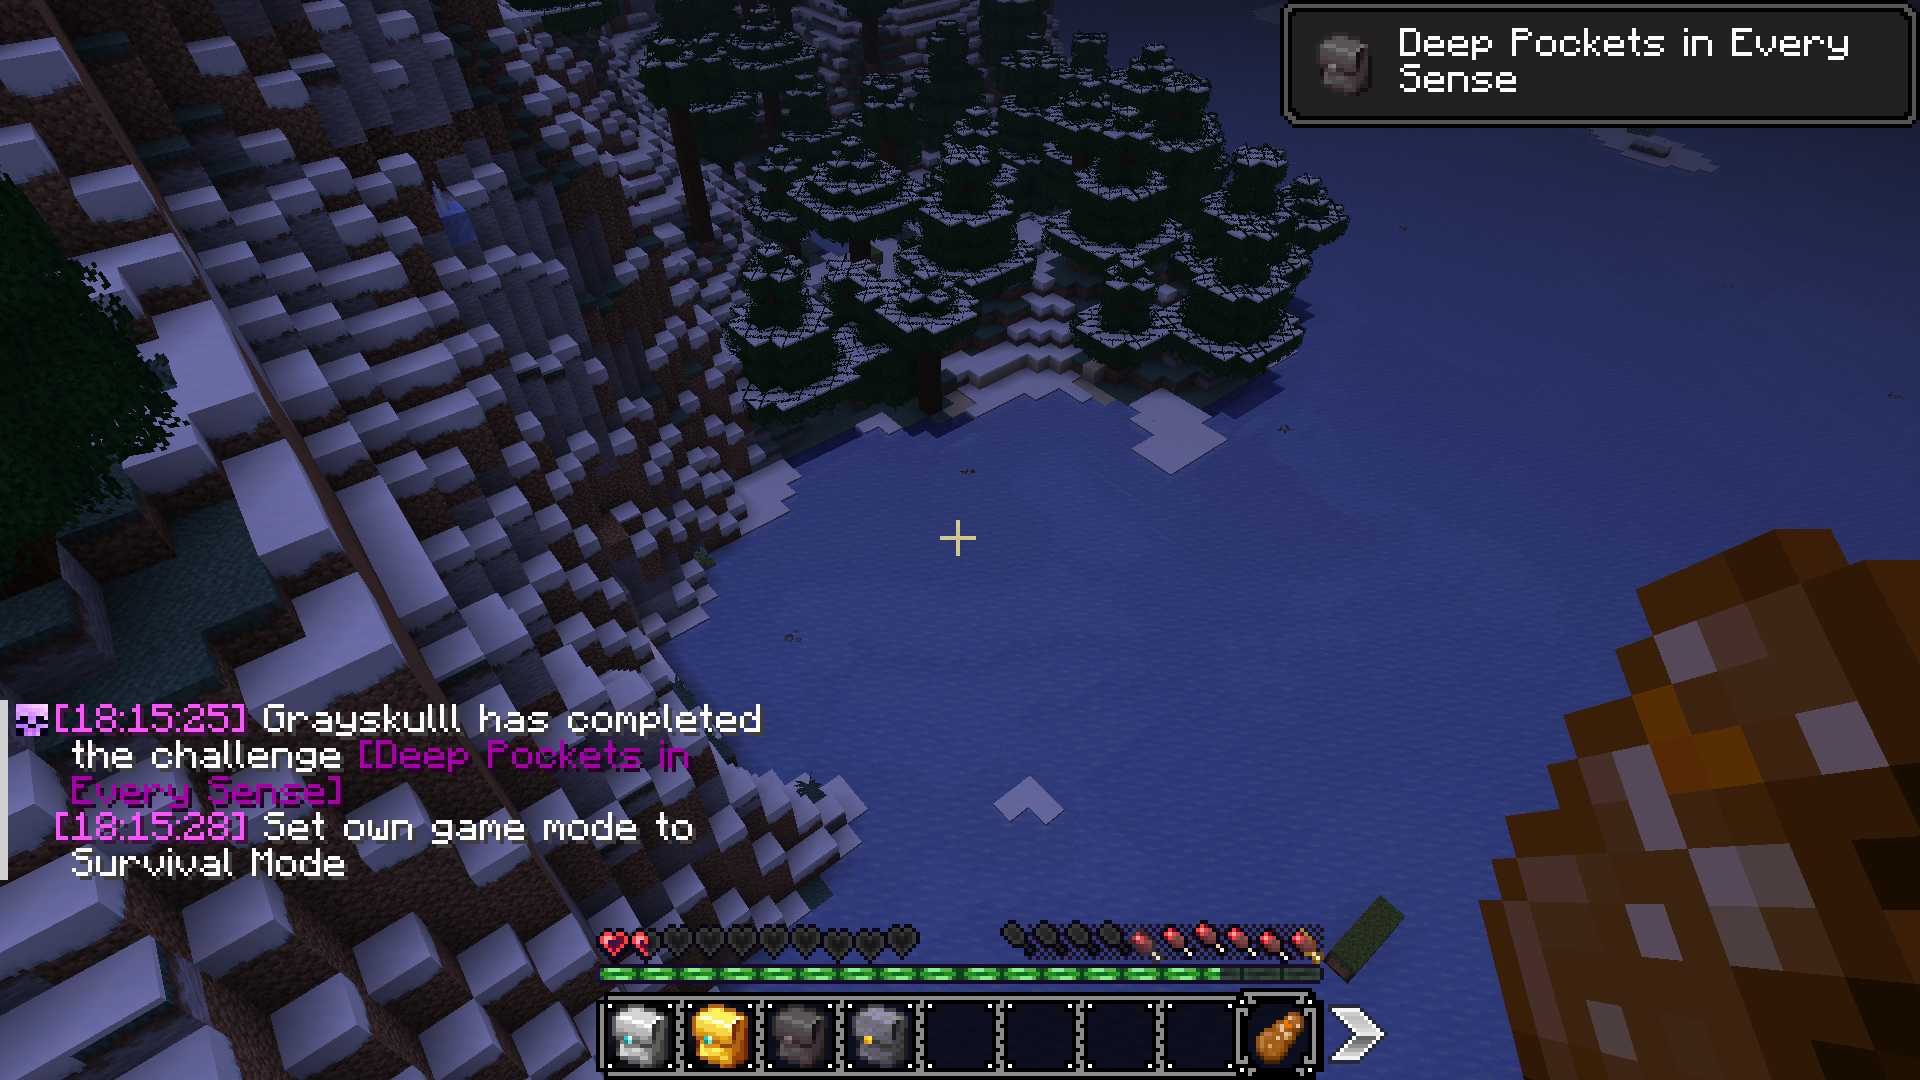 Deep Pockets in Every
Sense
[18:15:25] Grayskulll has completed
the challenge [Deep Pockets in
Every Sense]
[18:15:28] Set own game mode to
Survival Mode